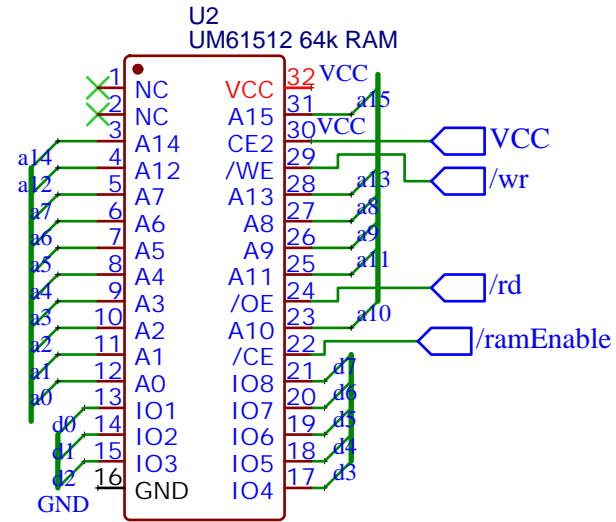 U2
UM61512 64k RAM
1 NC VCC 32 VCC
2 NC A15 31 a15
a14 3 A14 CE2 30 VCC VCC
a12 4 A12 /WE 29 /wr
a7 5 A7 A13 28 a13
a6 6 A6 A8 27 a8
a5 7 A5 A9 26 a9
a4 8 A4 A11 25 a11
a3 9 A3 /OE 24 /rd
a2 10 A2 A10 23 a10
a1 11 A1 /CE 22 /ramEnable
a0 12 A0 IO8 21 d7
d0 13 IO1 IO7 20 d6
d1 14 IO2 IO6 19 d5
d2 15 IO3 IO5 18 d4
GND 16 GND IO4 17 d3